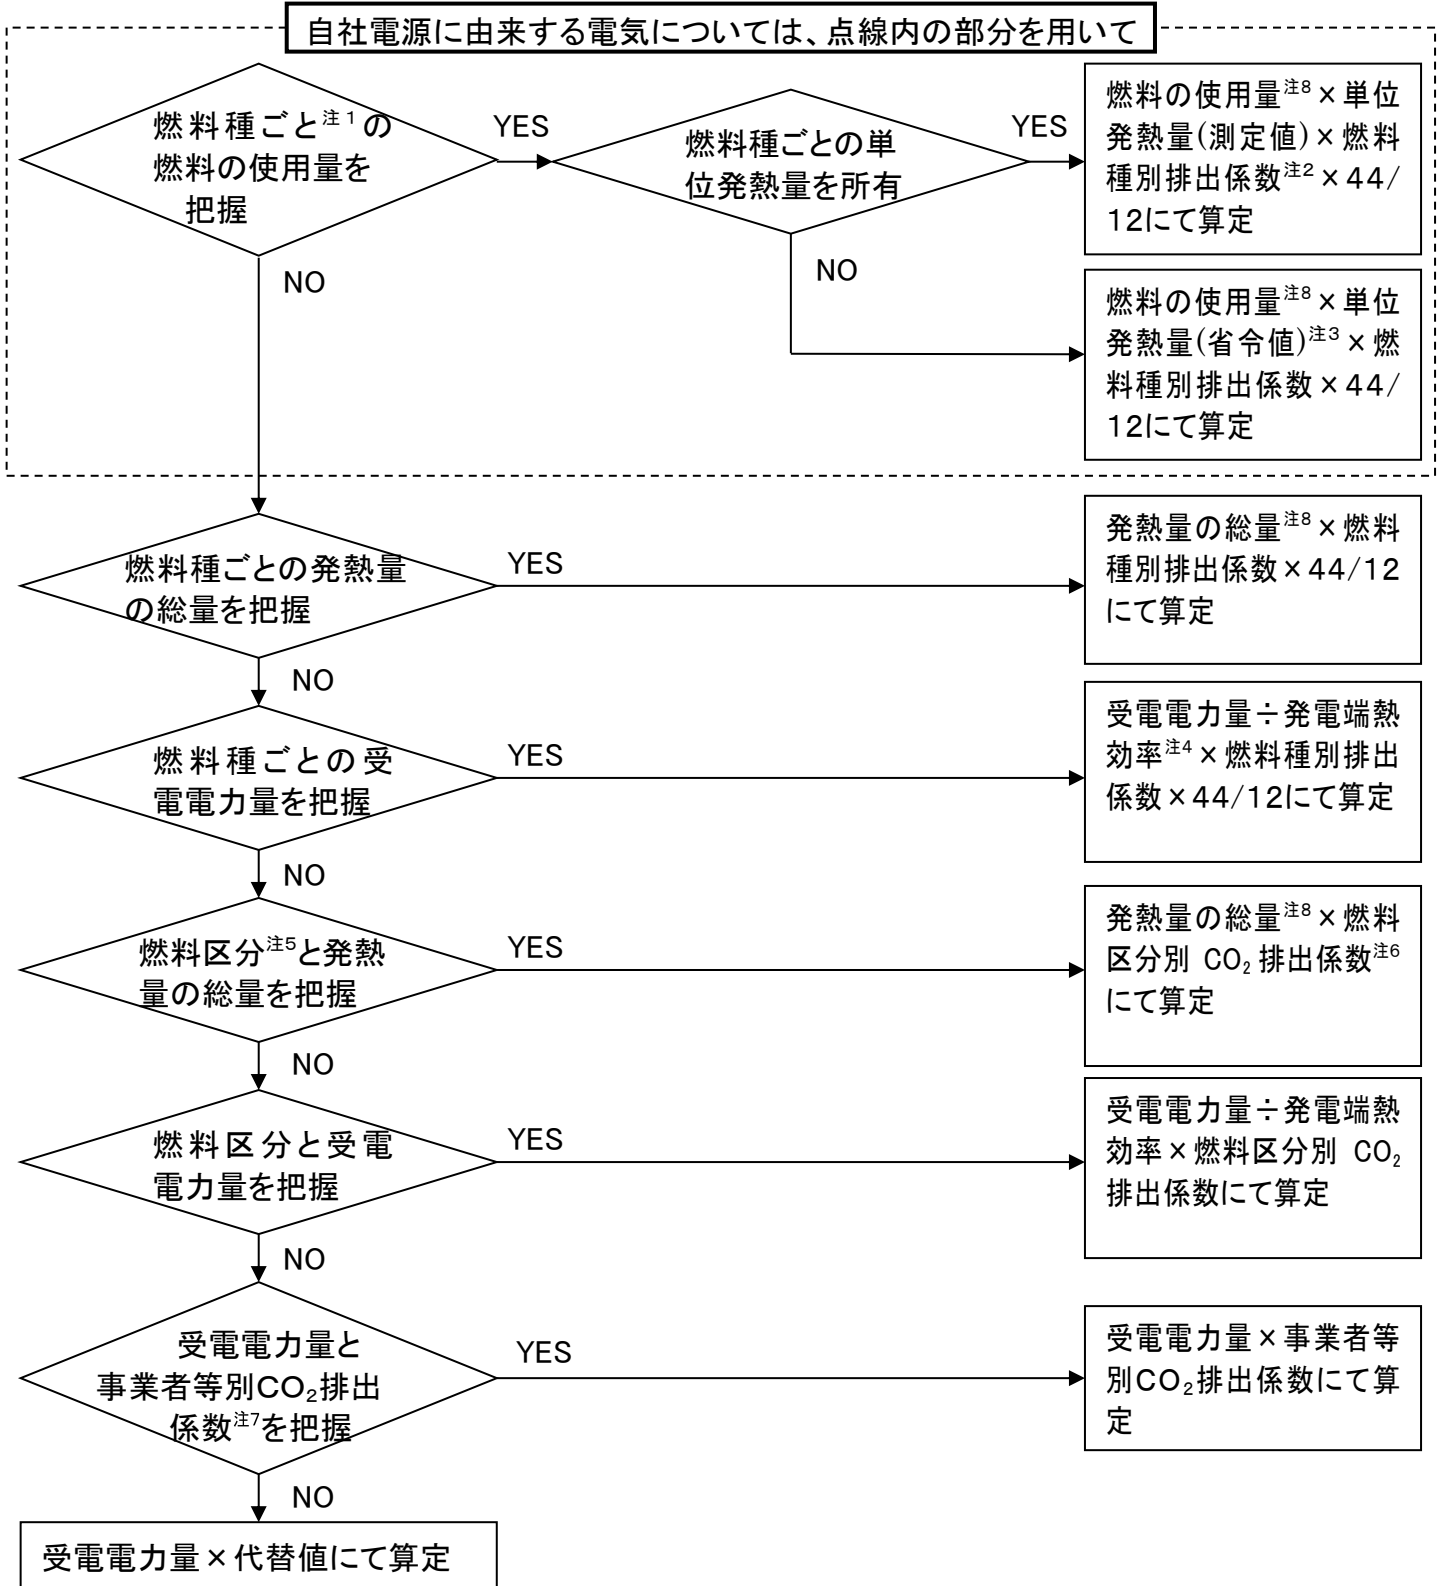 自社電源に由来する電気については、点線内の部分を用いて
燃料種ごと注1の
燃料の使用量を
把握
YES
燃料種ごとの単
位発熱量を所有
YES
燃料の使用量注8×単位
発熱量(測定値)×燃料
種別排出係数注2×44/
12にて算定
NO
NO
燃料の使用量注8×単位
発熱量(省令値)注3×燃
料種別排出係数×44/
12にて算定
燃料種ごとの発熱量
の総量を把握
YES
発熱量の総量注8×燃料
種別排出係数×44/12
にて算定
NO
燃料種ごとの受
電電力量を把握
YES
受電電力量÷発電端熱
効率注4×燃料種別排出
係数×44/12にて算定
NO
燃料区分注5と発熱
量の総量を把握
YES
発熱量の総量注8×燃料
区分別 CO₂排出係数注6
にて算定
NO
燃料区分と受電
電力量を把握
YES
受電電力量÷発電端熱
効率×燃料区分別 CO₂
排出係数にて算定
NO
受電電力量と
事業者等別CO₂排出
係数注7を把握
YES
受電電力量×事業者等
別CO₂排出係数にて算
定
NO
受電電力量×代替値にて算定